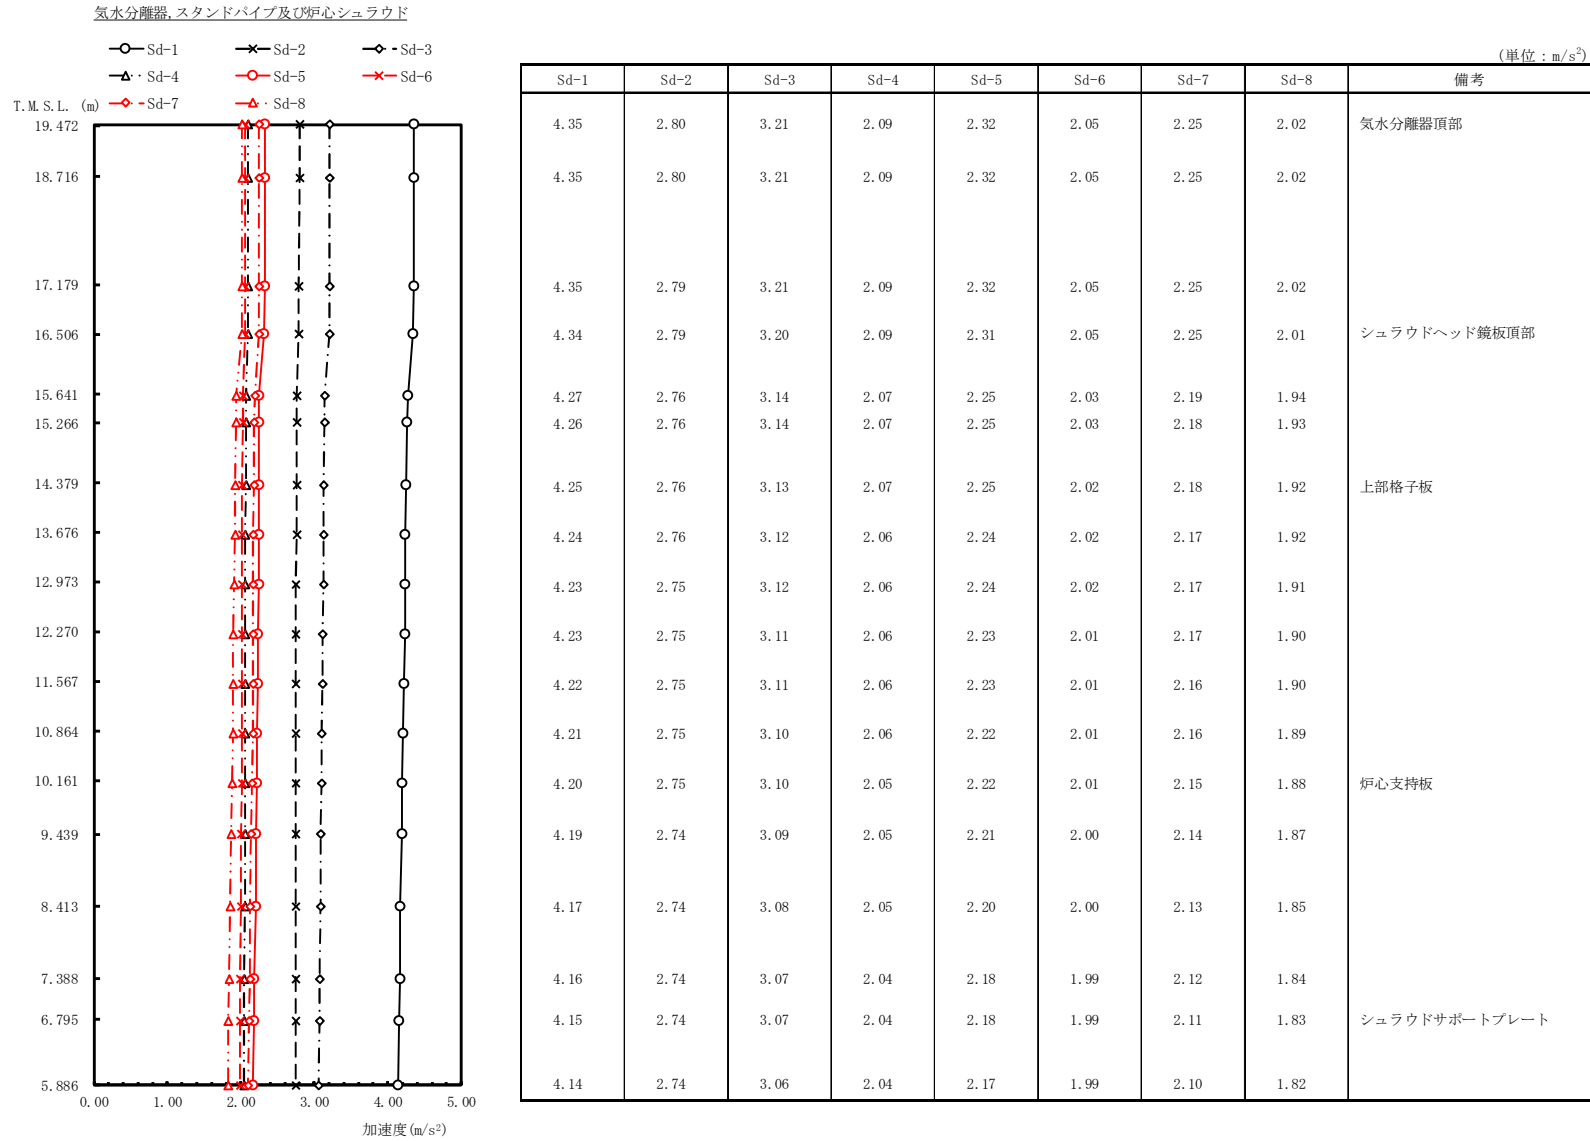 気水分離器,スタンドパイプ及び炉心シュラウド
Sd-1 Sd-2 Sd-3
Sd-4 Sd-5 Sd-6
Sd-7 Sd-8
T.M.S.L. (m)
19.472
18.716
17.179
16.506
15.641
15.266
14.379
13.676
12.973
12.270
11.567
10.864
10.161
9.439
8.413
7.388
6.795
5.886
0.00 1.00 2.00 3.00 4.00 5.00
加速度(m/s²)
(単位：m/s²)
Sd-1 Sd-2 Sd-3 Sd-4 Sd-5 Sd-6 Sd-7 Sd-8 備考
4.35 2.80 3.21 2.09 2.32 2.05 2.25 2.02 気水分離器頂部
4.35 2.80 3.21 2.09 2.32 2.05 2.25 2.02
4.35 2.79 3.21 2.09 2.32 2.05 2.25 2.02
4.34 2.79 3.20 2.09 2.31 2.05 2.25 2.01 シュラウドヘッド鏡板頂部
4.27 2.76 3.14 2.07 2.25 2.03 2.19 1.94
4.26 2.76 3.14 2.07 2.25 2.03 2.18 1.93
4.25 2.76 3.13 2.07 2.25 2.02 2.18 1.92 上部格子板
4.24 2.76 3.12 2.06 2.24 2.02 2.17 1.92
4.23 2.75 3.12 2.06 2.24 2.02 2.17 1.91
4.23 2.75 3.11 2.06 2.23 2.01 2.17 1.90
4.22 2.75 3.11 2.06 2.23 2.01 2.16 1.90
4.21 2.75 3.10 2.06 2.22 2.01 2.16 1.89
4.20 2.75 3.10 2.05 2.22 2.01 2.15 1.88 炉心支持板
4.19 2.74 3.09 2.05 2.21 2.00 2.14 1.87
4.17 2.74 3.08 2.05 2.20 2.00 2.13 1.85
4.16 2.74 3.07 2.04 2.18 1.99 2.12 1.84
4.15 2.74 3.07 2.04 2.18 1.99 2.11 1.83 シュラウドサポートプレート
4.14 2.74 3.06 2.04 2.17 1.99 2.10 1.82